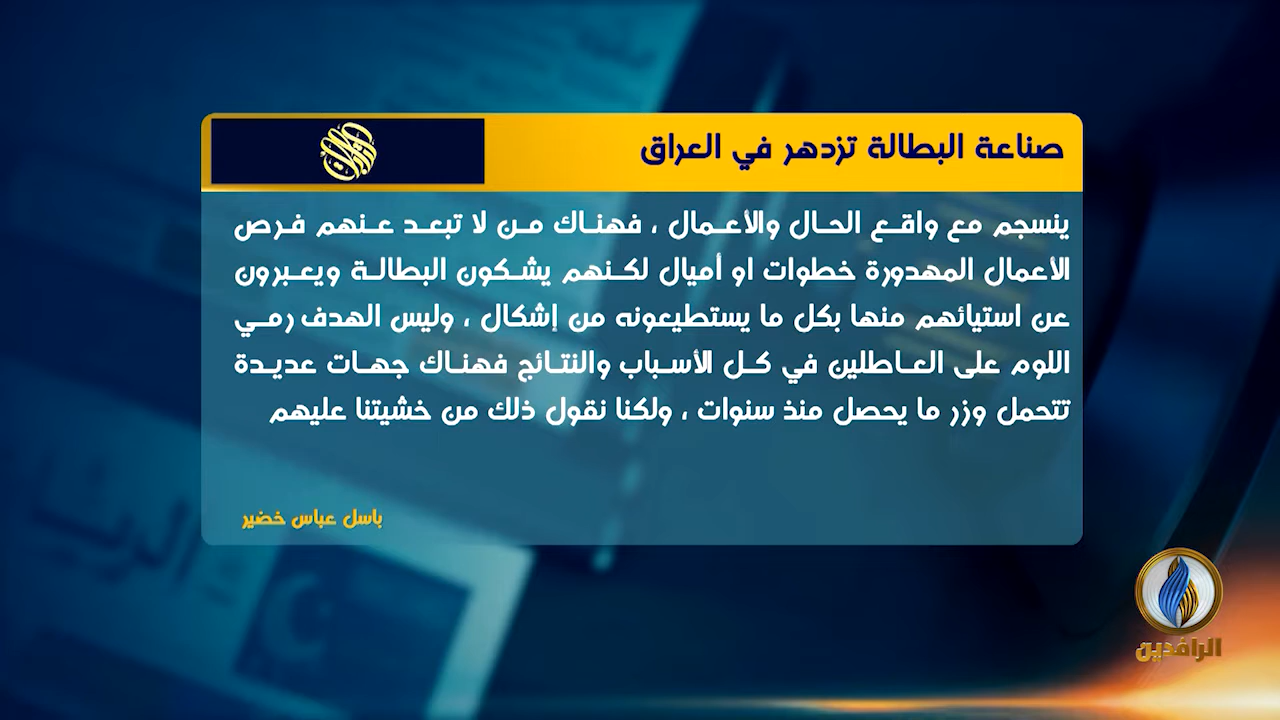 صناعة البطالة تزدهر في العراق
ينسجم مع واقع الحال والأعمال ، فهناك من لا تبعد عنهم فرص
الأعمال المهدورة خطوات او أميال لكنهم يشكون البطالة ويعبرون
عن استيائهم منها بكل ما يستطيعونه من إشكال ، وليس الهدف رمي
اللوم على العاطلين في كل الأسباب والنتائج فهناك جهات عديدة
تتحمل وزر ما يحصل منذ سنوات ، ولكنا نقول ذلك من خشيتنا عليهم
باسل عباس خضير
الرافدين